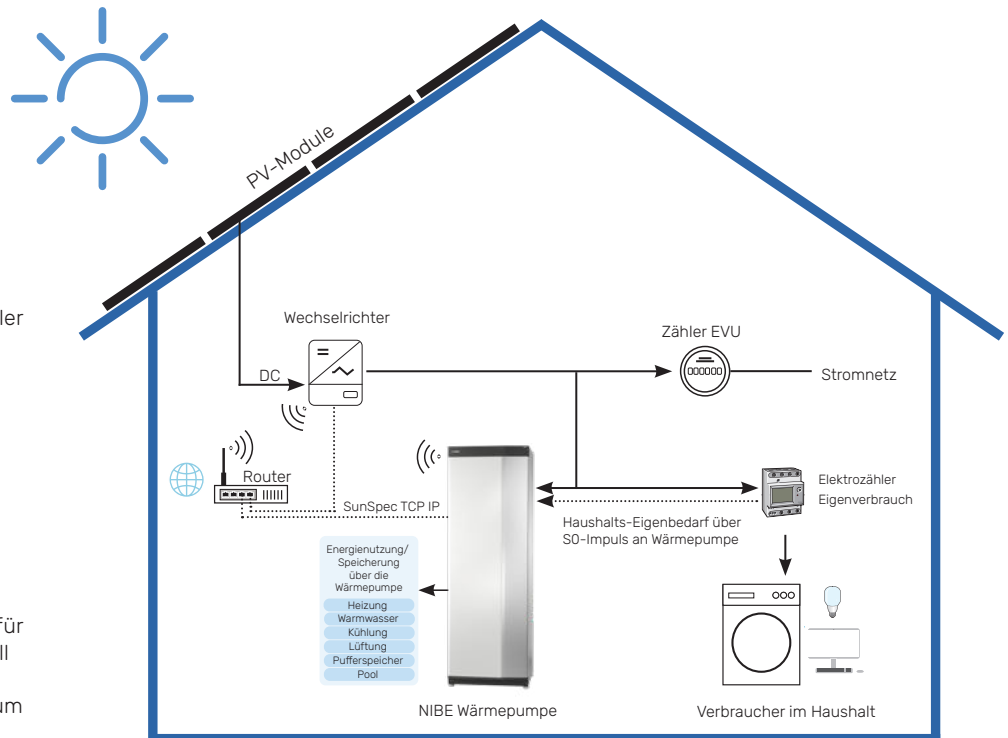 PV-Module
ler
Wechselrichter
Zähler EVU
DC
Stromnetz
Router
SunSpec TCP IP
Elektrozähler
Eigenverbrauch
Haushalts-Eigenbedarf über
S0-Impuls an Wärmepumpe
Energienutzung/
Speicherung
über die
Wärmepumpe
Heizung
Warmwasser
Kühlung
Lüftung
Pufferspeicher
Pool
für
ll
um
NIBE Wärmepumpe
Verbraucher im Haushalt